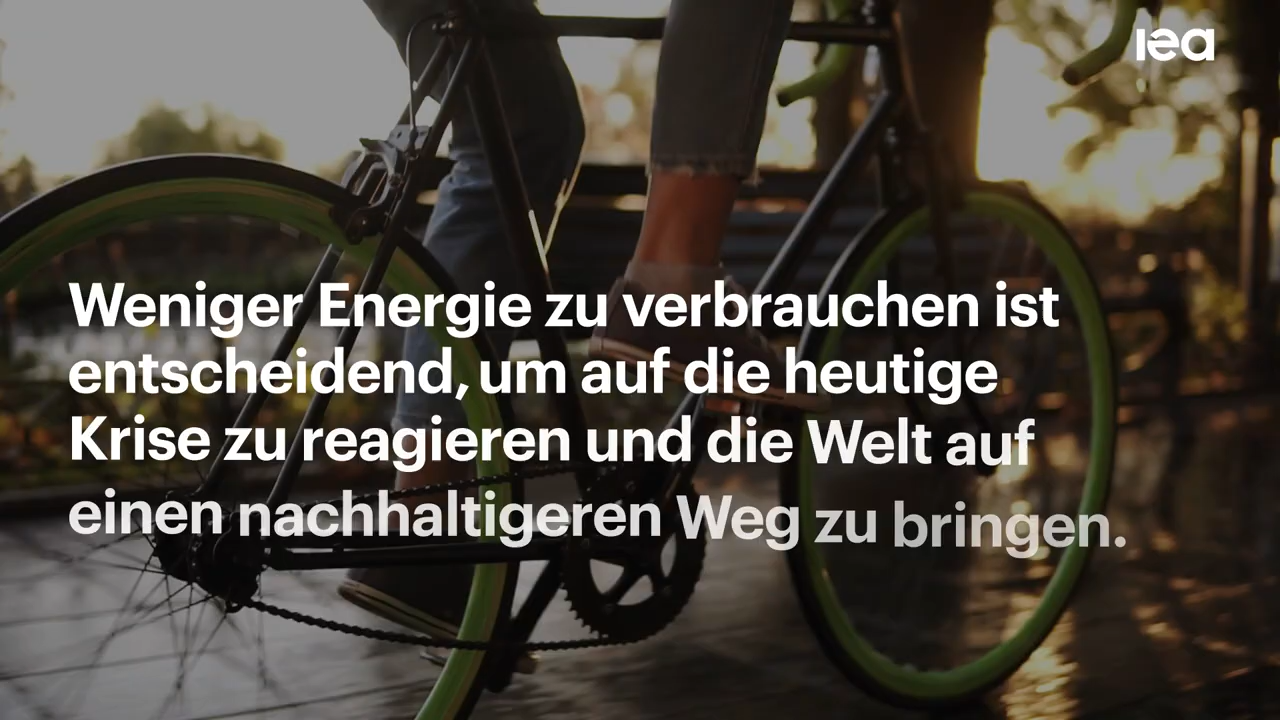 iea
Weniger Energie zu verbrauchen ist
entscheidend, um auf die heutige
Krise zu reagieren und die Welt auf
einen nachhaltigeren Weg zu bringen.